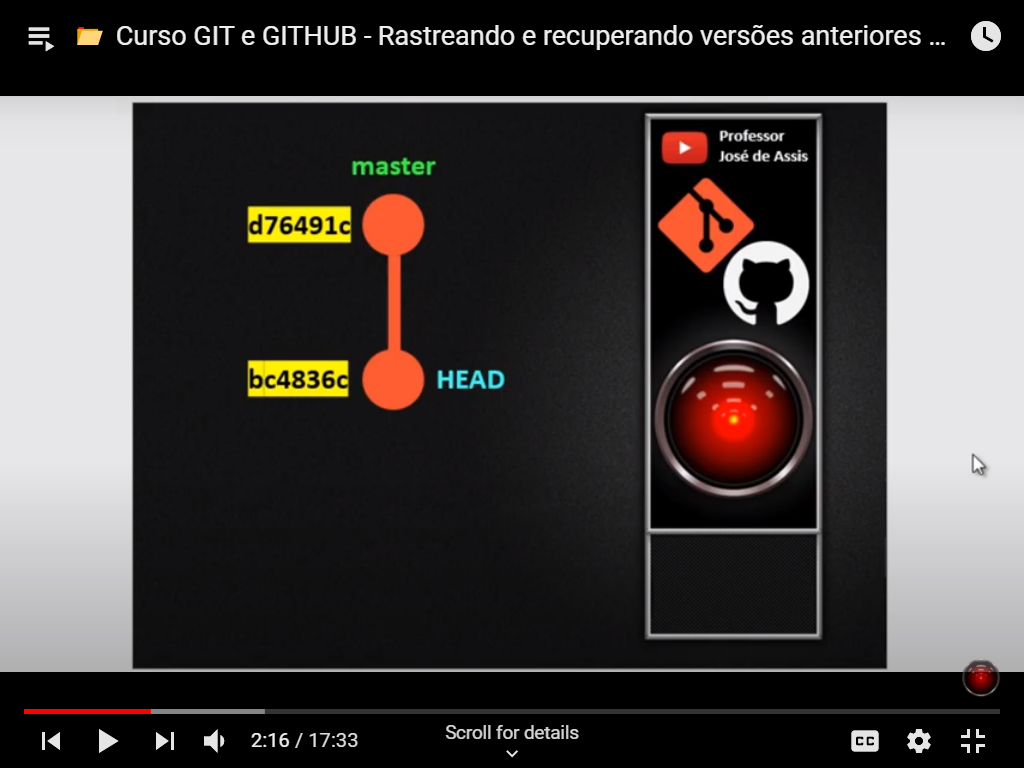 📂 Curso GIT e GITHUB - Rastreando e recuperando versões anteriores ...
Professor
José de Assis
master
d76491c
bc4836c HEAD
Scroll for details
2:16 / 17:33
CC